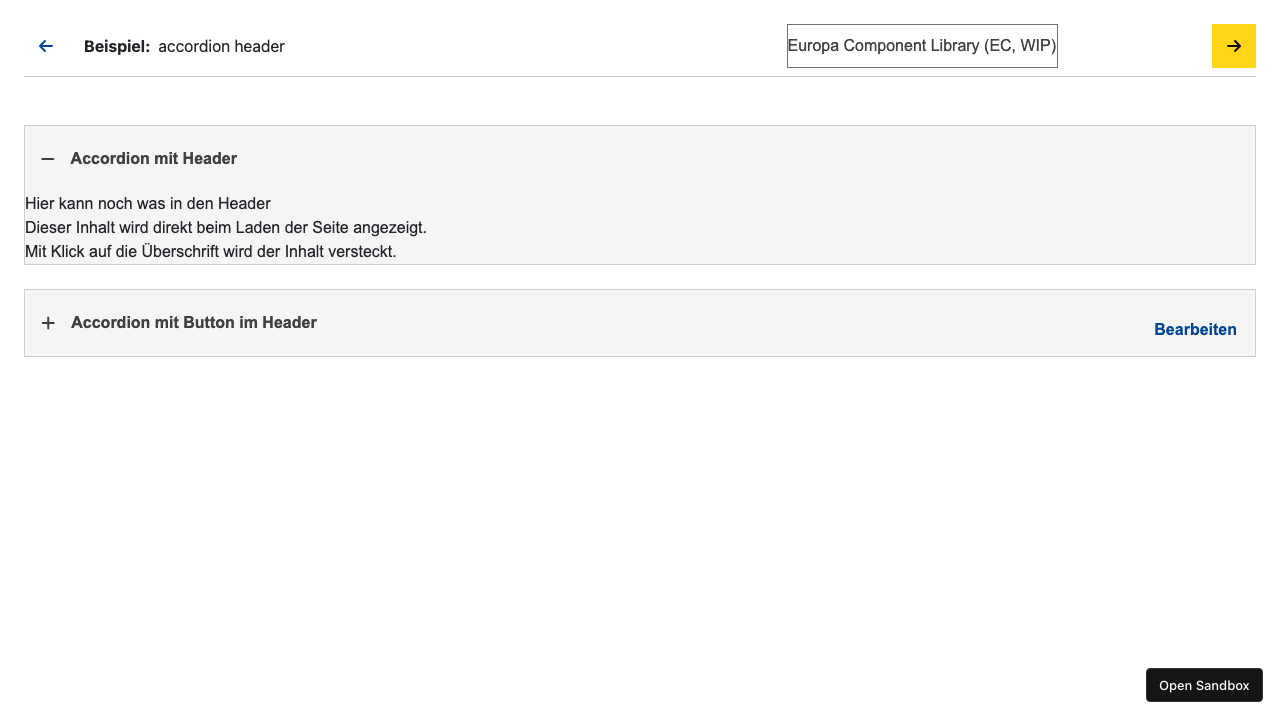 Beispiel: accordion header
Europa Component Library (EC, WIP)
Accordion mit Header
Hier kann noch was in den Header
Dieser Inhalt wird direkt beim Laden der Seite angezeigt.
Mit Klick auf die Überschrift wird der Inhalt versteckt.
Accordion mit Button im Header
Bearbeiten
Open Sandbox